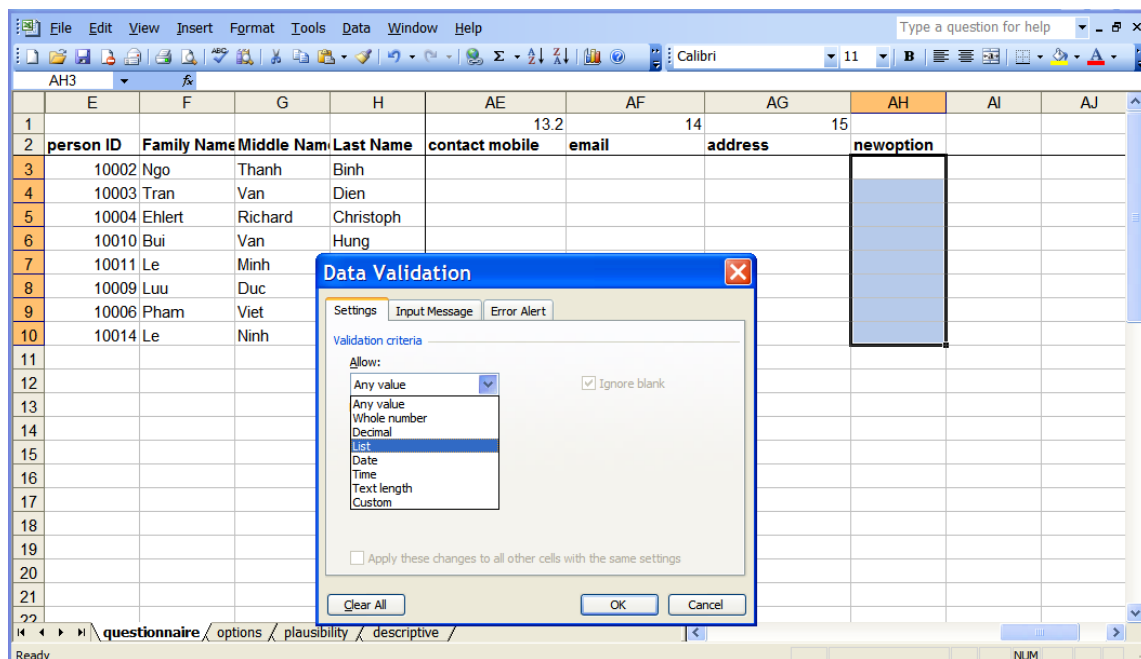 File Edit View Insert Format Tools Data Window Help Type a question for help
Calibri 11 B A
AH3 fx
E F G H AE AF AG AH AI AJ
1 13.2 14 15
2 person ID Family Name Middle Nam Last Name contact mobile email address newoption
3 10002 Ngo Thanh Binh
4 10003 Tran Van Dien
5 10004 Ehlert Richard Christoph
6 10010 Bui Van Hung
7 10011 Le Minh
8 10009 Luu Duc
9 10006 Pham Viet
10 10014 Le Ninh
11
12
13
14
15
16
17
18
19
20
21
22
Data Validation
Settings Input Message Error Alert
Validation criteria
Allow:
Any value Ignore blank
Any value
Whole number
Decimal
List
Date
Time
Text length
Custom
Apply these changes to all other cells with the same settings
Clear All OK Cancel
questionnaire options plausibility descriptive
Ready NUM